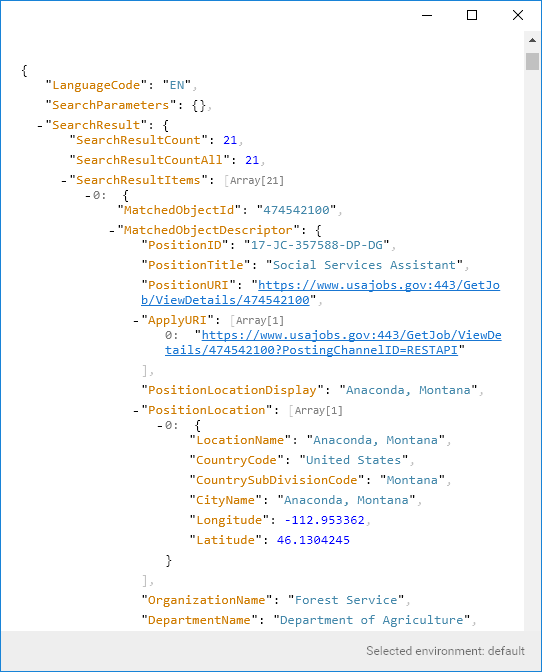 {
"LanguageCode": "EN",
"SearchParameters": {},
-"SearchResult": {
"SearchResultCount": 21,
"SearchResultCountAll": 21,
-"SearchResultItems": [Array[21]
-0: {
"MatchedObjectId": "474542100",
-"MatchedObjectDescriptor": {
"PositionID": "17-JC-357588-DP-DG",
"PositionTitle": "Social Services Assistant",
"PositionURI": "https://www.usajobs.gov:443/GetJo
b/ViewDetails/474542100",
-"ApplyURI": [Array[1]
0: "https://www.usajobs.gov:443/GetJob/ViewDe
tails/474542100?PostingChannelID=RESTAPI"
],
"PositionLocationDisplay": "Anaconda, Montana",
-"PositionLocation": [Array[1]
-0: {
"LocationName": "Anaconda, Montana",
"CountryCode": "United States",
"CountrySubDivisionCode": "Montana",
"CityName": "Anaconda, Montana",
"Longitude": -112.953362,
"Latitude": 46.1304245
}
],
"OrganizationName": "Forest Service",
"DepartmentName": "Department of Agriculture",
Selected environment: default